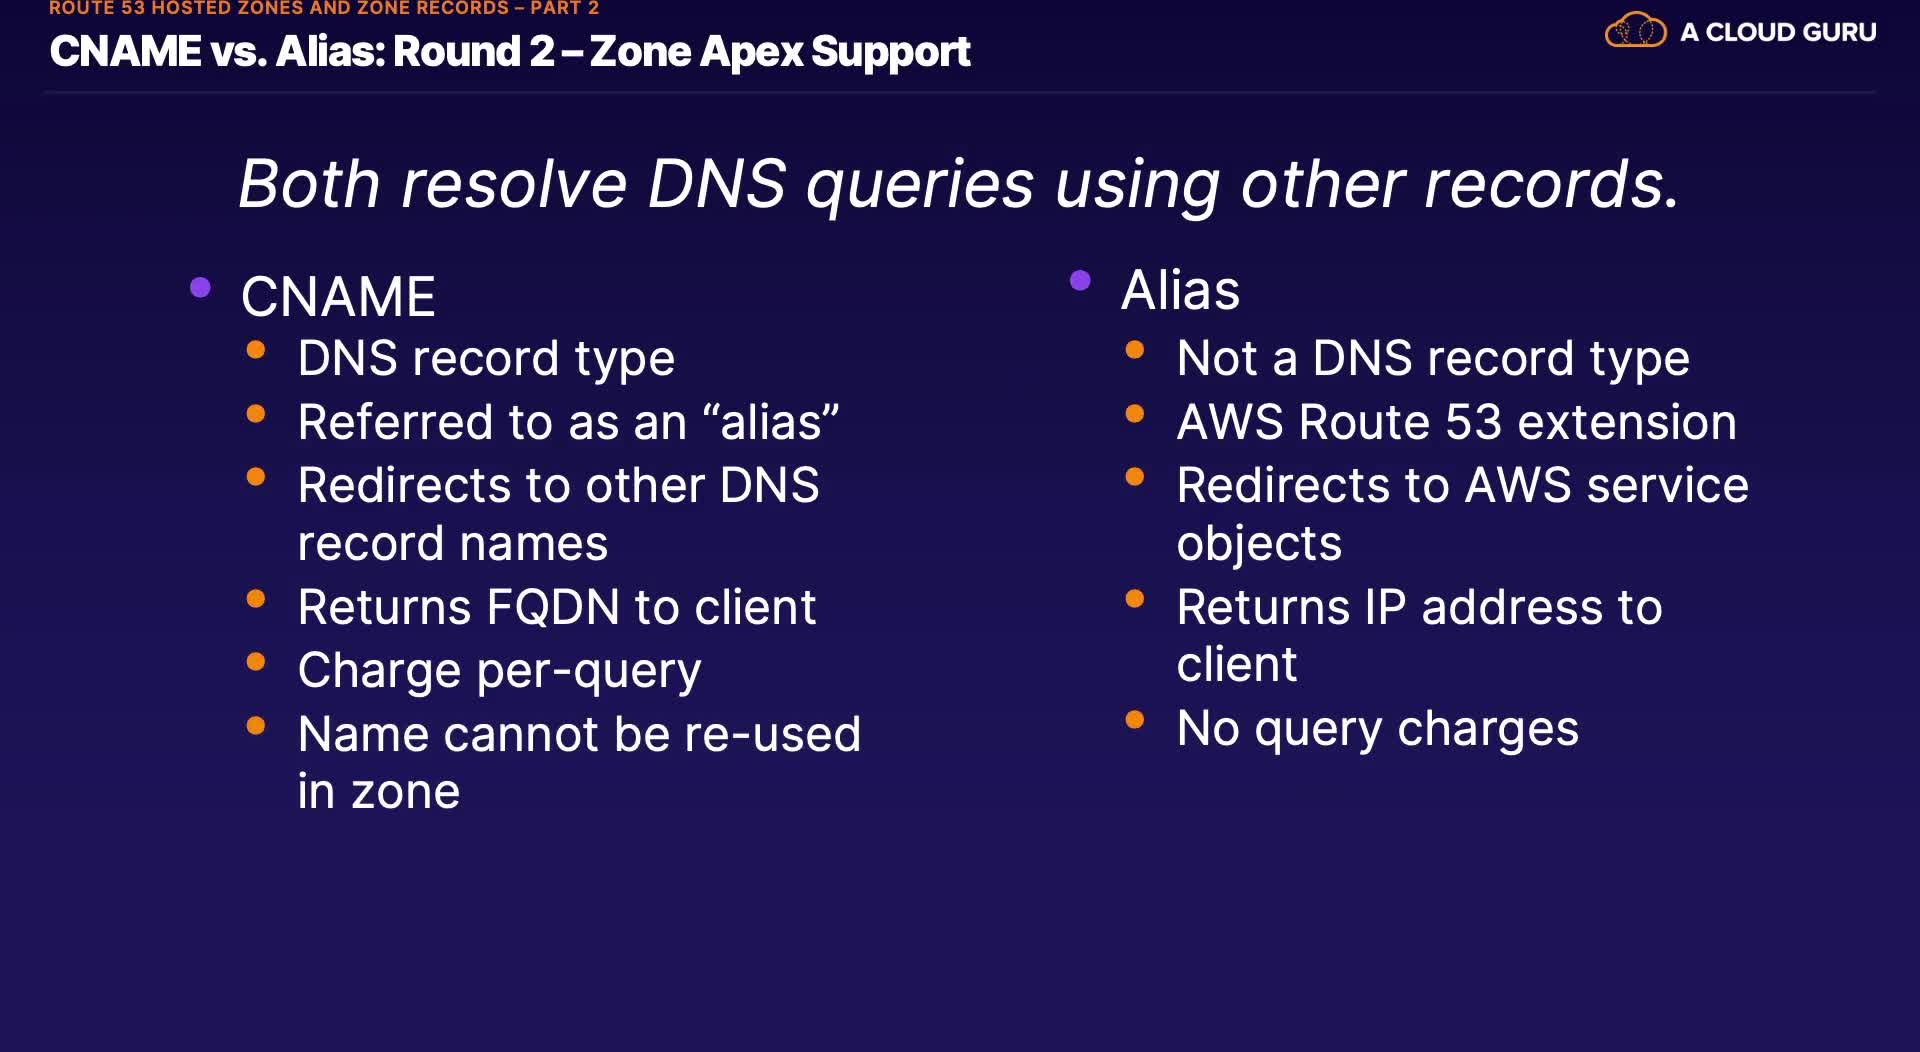 ROUTE 53 HOSTED ZONES AND ZONE RECORDS – PART 2
CNAME vs. Alias: Round 2 – Zone Apex Support
A CLOUD GURU
Both resolve DNS queries using other records.
CNAME
DNS record type
Referred to as an “alias”
Redirects to other DNS
record names
Returns FQDN to client
Charge per-query
Name cannot be re-used
in zone
Alias
Not a DNS record type
AWS Route 53 extension
Redirects to AWS service
objects
Returns IP address to
client
No query charges